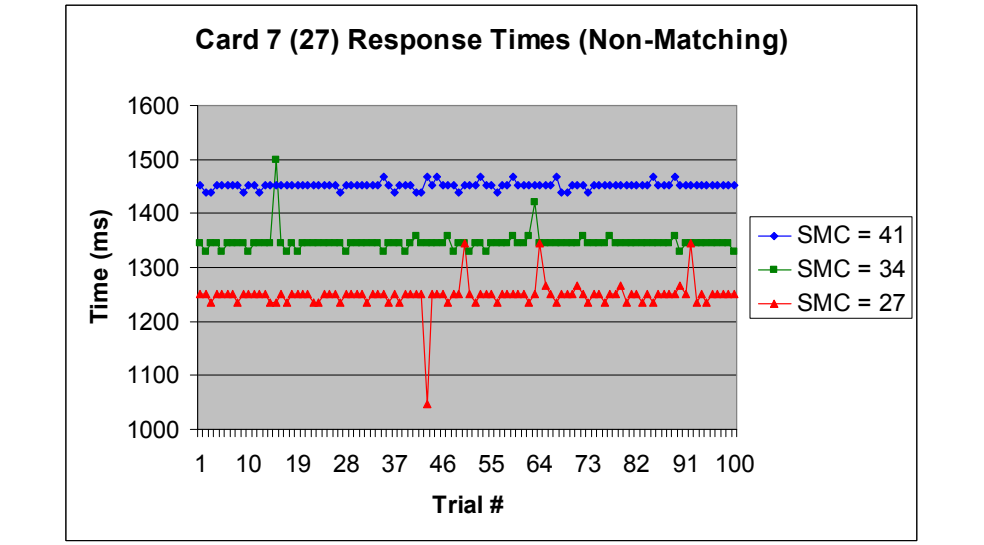 Card 7 (27) Response Times (Non-Matching)
1600
1500
1400
1300
1200
1100
1000
Time (ms)
1 10 19 28 37 46 55 64 73 82 91 100
Trial #
SMC = 41
SMC = 34
SMC = 27